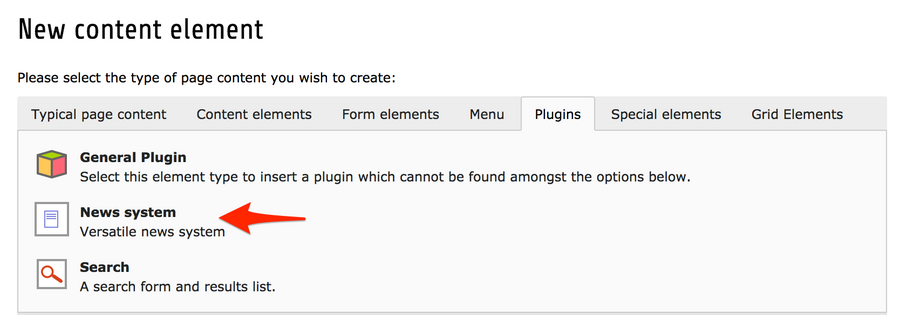 New content element
Please select the type of page content you wish to create:
Typical page content Content elements Form elements Menu Plugins Special elements Grid Elements
General Plugin
Select this element type to insert a plugin which cannot be found amongst the options below.
News system
Versatile news system
Search
A search form and results list.